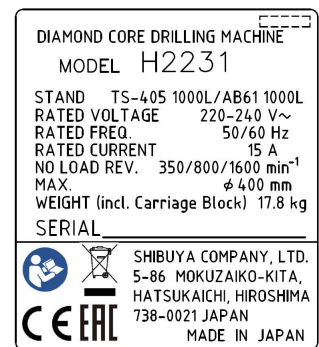 DIAMOND CORE DRILLING MACHINE
MODEL H2231
STAND TS-405 1000L/AB61 1000L
RATED VOLTAGE 220-240 V~
RATED FREQ. 50/60 Hz
RATED CURRENT 15 A
NO LOAD REV. 350/800/1600 min⁻¹
MAX. ø 400 mm
WEIGHT (incl. Carriage Block) 17.8 kg
SERIAL
SHIBUYA COMPANY, LTD.
5-86 MOKUZAIKO-KITA,
HATSUKAICHI, HIROSHIMA
738-0021 JAPAN
MADE IN JAPAN
CE EAC